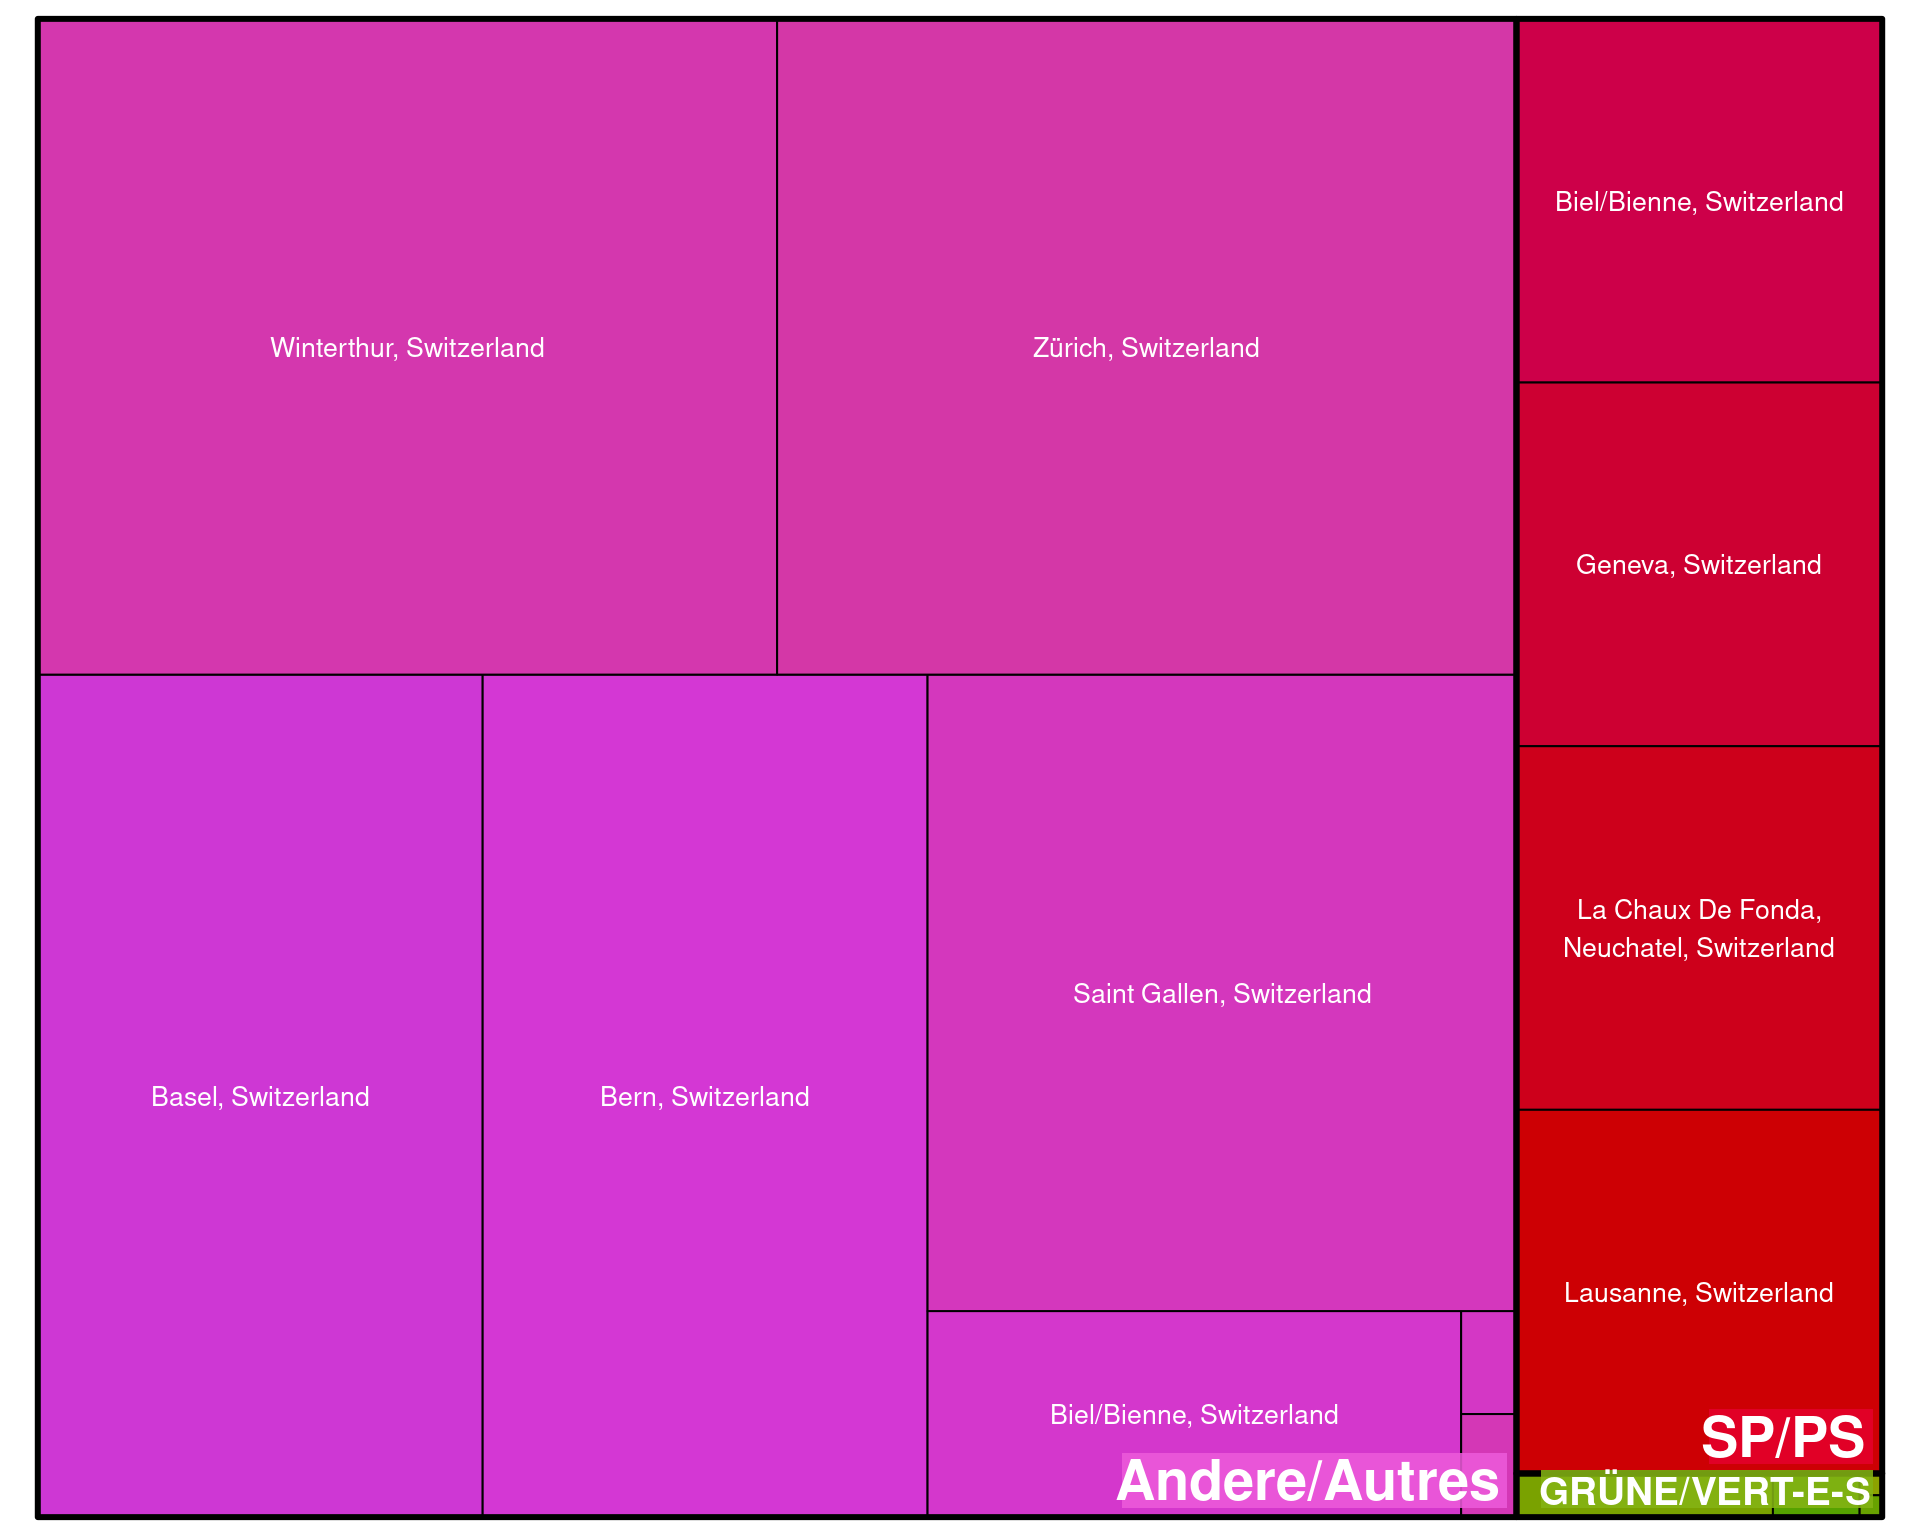 Winterthur, Switzerland
Zürich, Switzerland
Biel/Bienne, Switzerland
Geneva, Switzerland
La Chaux De Fonda,
Neuchatel, Switzerland
Saint Gallen, Switzerland
Basel, Switzerland
Bern, Switzerland
Lausanne, Switzerland
Biel/Bienne, Switzerland
SP/PS
Andere/Autres
GRÜNE/VERT-E-S